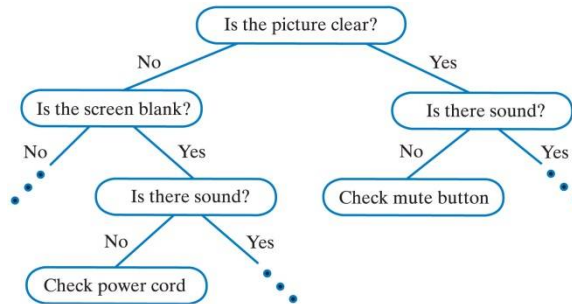 Is the picture clear?
No
Yes
Is the screen blank?
Is there sound?
No
Yes
No
Yes
Is there sound?
Check mute button
No
Yes
Check power cord